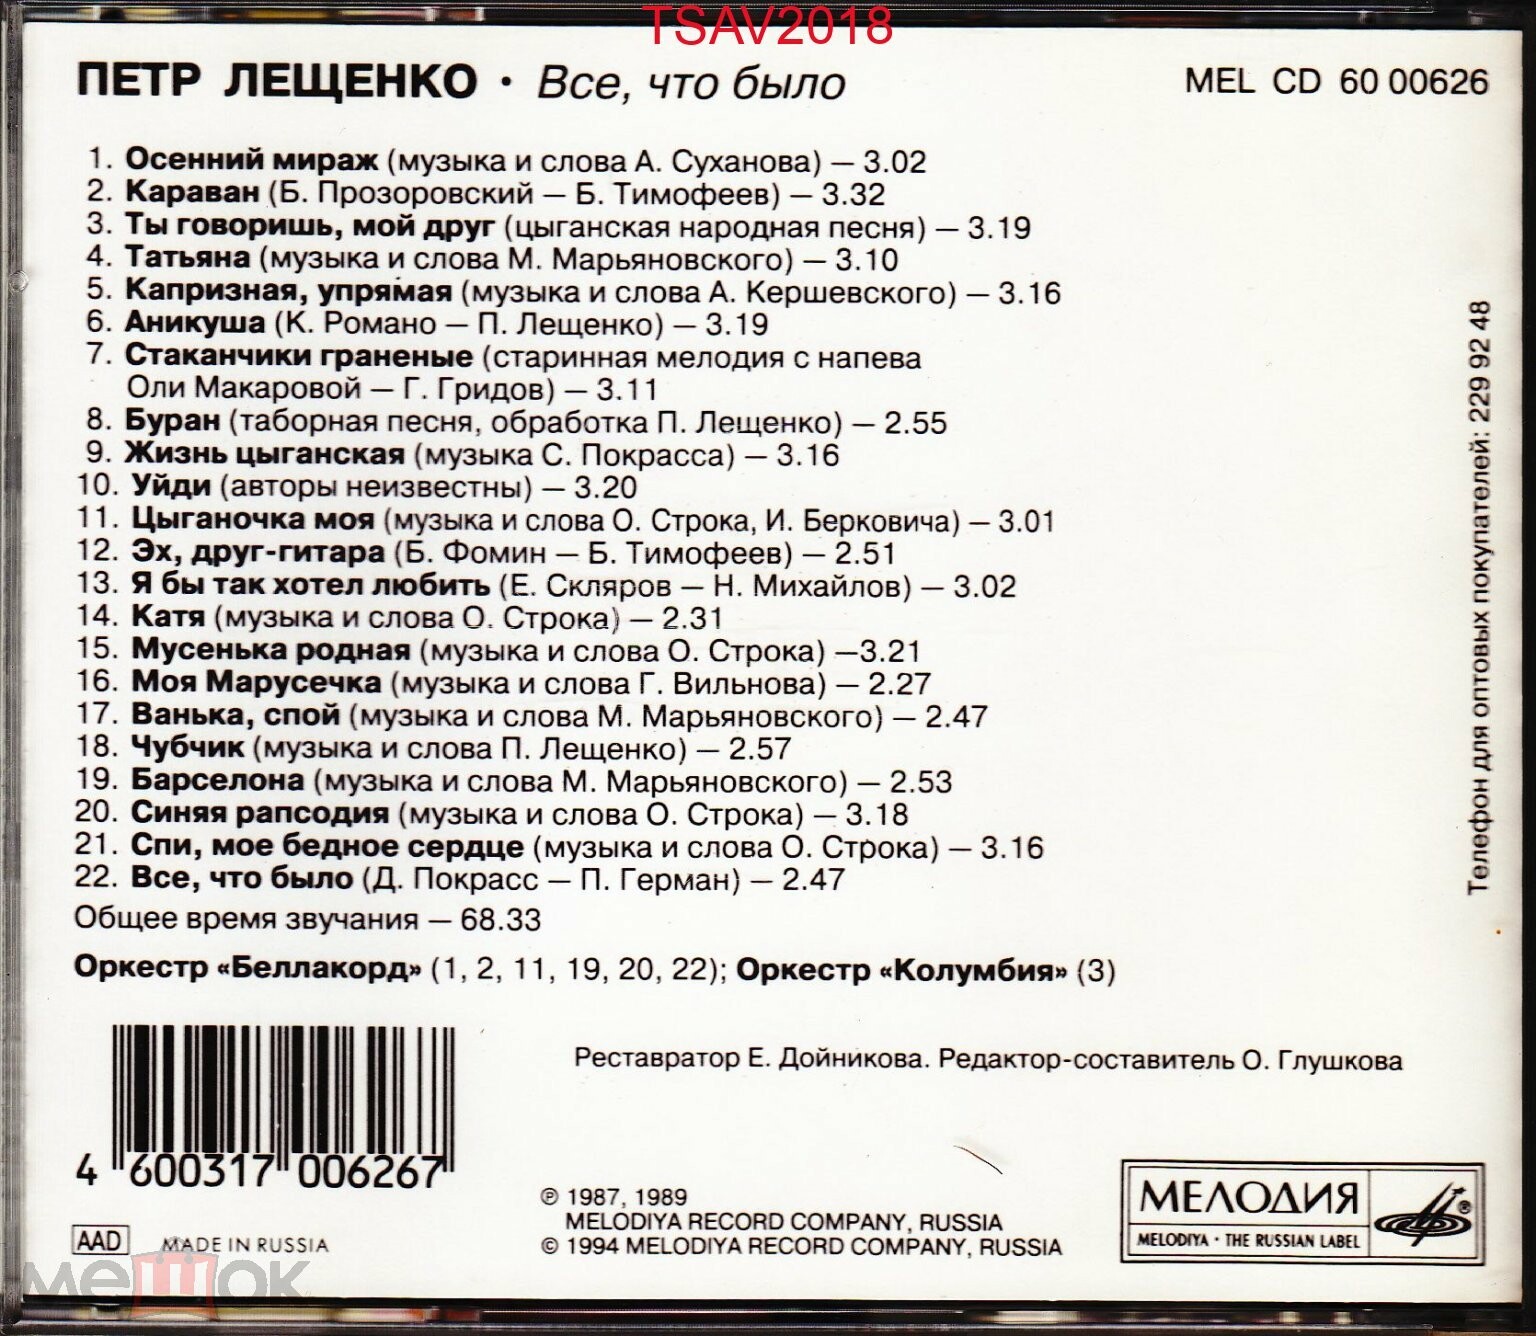 TSAV2018
ПЕТР ЛЕЩЕНКО · Все, что было
MEL CD 60 00626
1. Осенний мираж (музыка и слова А. Суханова) — 3.02
2. Караван (Б. Прозоровский — Б. Тимофеев) — 3.32
3. Ты говоришь, мой друг (цыганская народная песня) — 3.19
4. Татьяна (музыка и слова М. Марьяновского) — 3.10
5. Капризная, упрямая (музыка и слова А. Кершевского) — 3.16
6. Аникуша (К. Романо — П. Лещенко) — 3.19
7. Стаканчики граненые (старинная мелодия с напева
Оли Макаровой — Г. Гридов) — 3.11
8. Буран (таборная песня, обработка П. Лещенко) — 2.55
9. Жизнь цыганская (музыка С. Покрасса) — 3.16
10. Уйди (авторы неизвестны) — 3.20
11. Цыганочка моя (музыка и слова О. Строка, И. Берковича) — 3.01
12. Эх, друг-гитара (Б. Фомин — Б. Тимофеев) — 2.51
13. Я бы так хотел любить (Е. Скляров — Н. Михайлов) — 3.02
14. Катя (музыка и слова О. Строка) — 2.31
15. Мусенька родная (музыка и слова О. Строка) —3.21
16. Моя Марусечка (музыка и слова Г. Вильнова) — 2.27
17. Ванька, спой (музыка и слова М. Марьяновского) — 2.47
18. Чубчик (музыка и слова П. Лещенко) — 2.57
19. Барселона (музыка и слова М. Марьяновского) — 2.53
20. Синяя рапсодия (музыка и слова О. Строка) — 3.18
21. Спи, мое бедное сердце (музыка и слова О. Строка) — 3.16
22. Все, что было (Д. Покрасс — П. Герман) — 2.47
Общее время звучания — 68.33
Оркестр «Беллакорд» (1, 2, 11, 19, 20, 22); Оркестр «Колумбия» (3)
Телефон для оптовых покупателей: 229 92 48
Реставратор Е. Дойникова. Редактор-составитель О. Глушкова
4 600317 006267
℗ 1987, 1989
MELODIYA RECORD COMPANY, RUSSIA
© 1994 MELODIYA RECORD COMPANY, RUSSIA
AAD MADE IN RUSSIA
МЕЛОДИЯ ®
MELODIYA · THE RUSSIAN LABEL
мешок